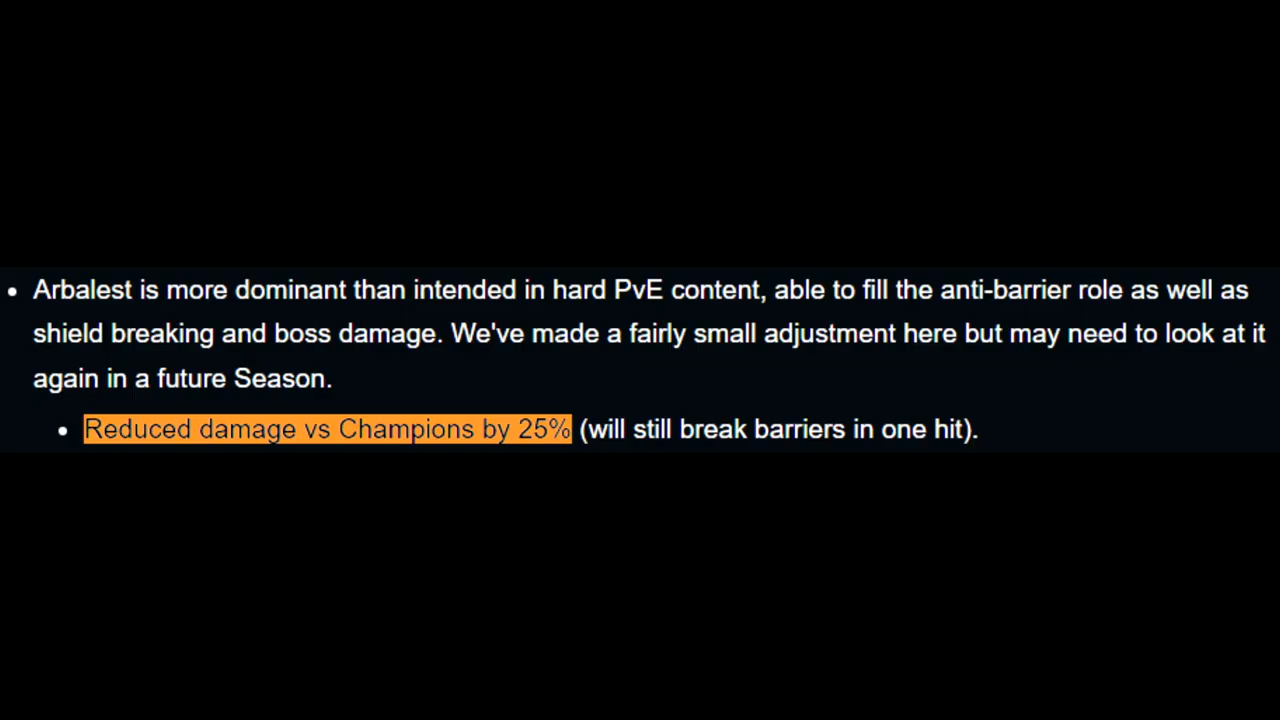 • Arbalest is more dominant than intended in hard PvE content, able to fill the anti-barrier role as well as
shield breaking and boss damage. We've made a fairly small adjustment here but may need to look at it
again in a future Season.
• Reduced damage vs Champions by 25% (will still break barriers in one hit).